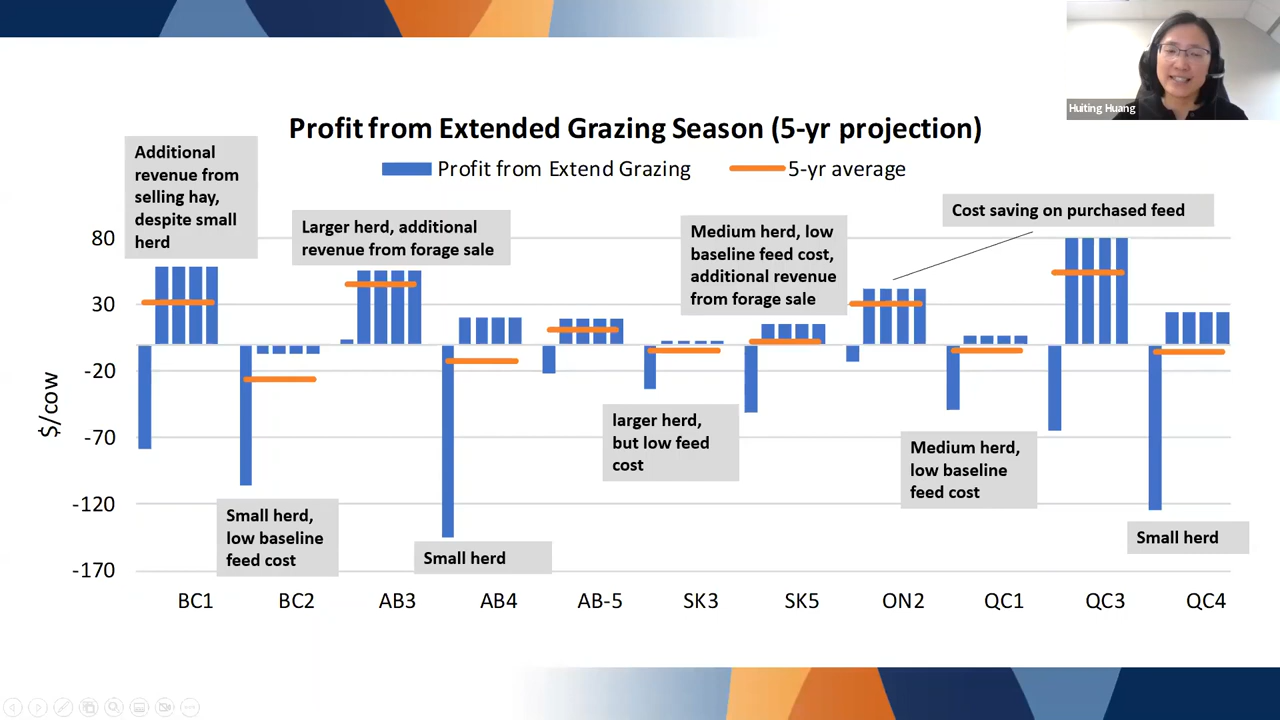 Huiting Huang
Profit from Extended Grazing Season (5-yr projection)
Profit from Extend Grazing
5-yr average
Additional
revenue from
selling hay,
despite small
herd
Larger herd, additional
revenue from forage sale
Medium herd, low
baseline feed cost,
additional revenue
from forage sale
Cost saving on purchased feed
80
30
-20
-70
-120
-170
$/cow
larger herd,
but low feed
cost
Medium herd,
low baseline
feed cost
Small herd,
low baseline
feed cost
Small herd
Small herd
BC1
BC2
AB3
AB4
AB-5
SK3
SK5
ON2
QC1
QC3
QC4